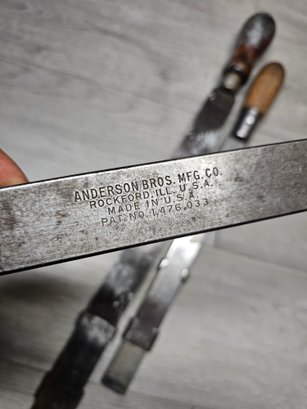 ANDERSON BROS. MFG. CO.
ROCKFORD, ILL. U.S.A.
MADE IN U.S.A.
PAT. NO. 1,476,033